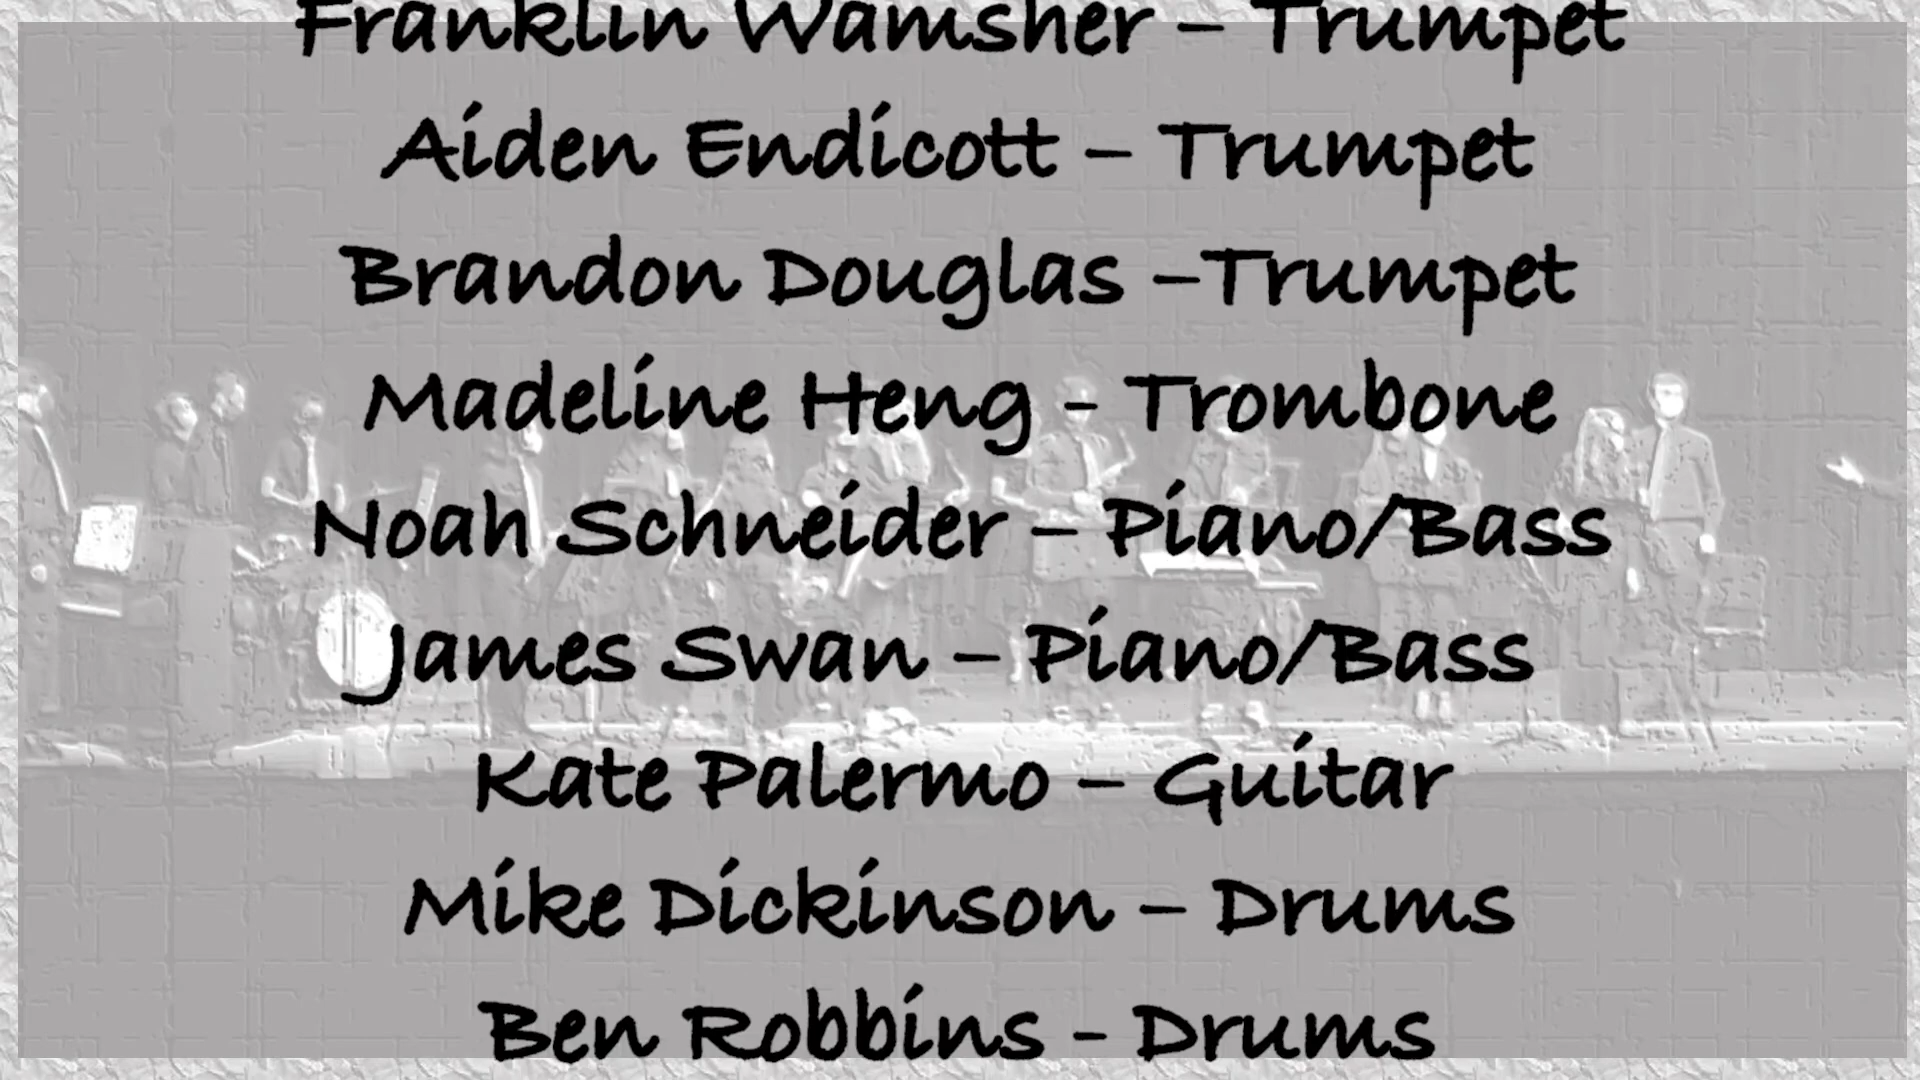 Franklin Wamsher – Trumpet
Aiden Endicott – Trumpet
Brandon Douglas –Trumpet
Madeline Heng - Trombone
Noah Schneider – Piano/Bass
James Swan – Piano/Bass
Kate Palermo – Guitar
Mike Dickinson – Drums
Ben Robbins - Drums